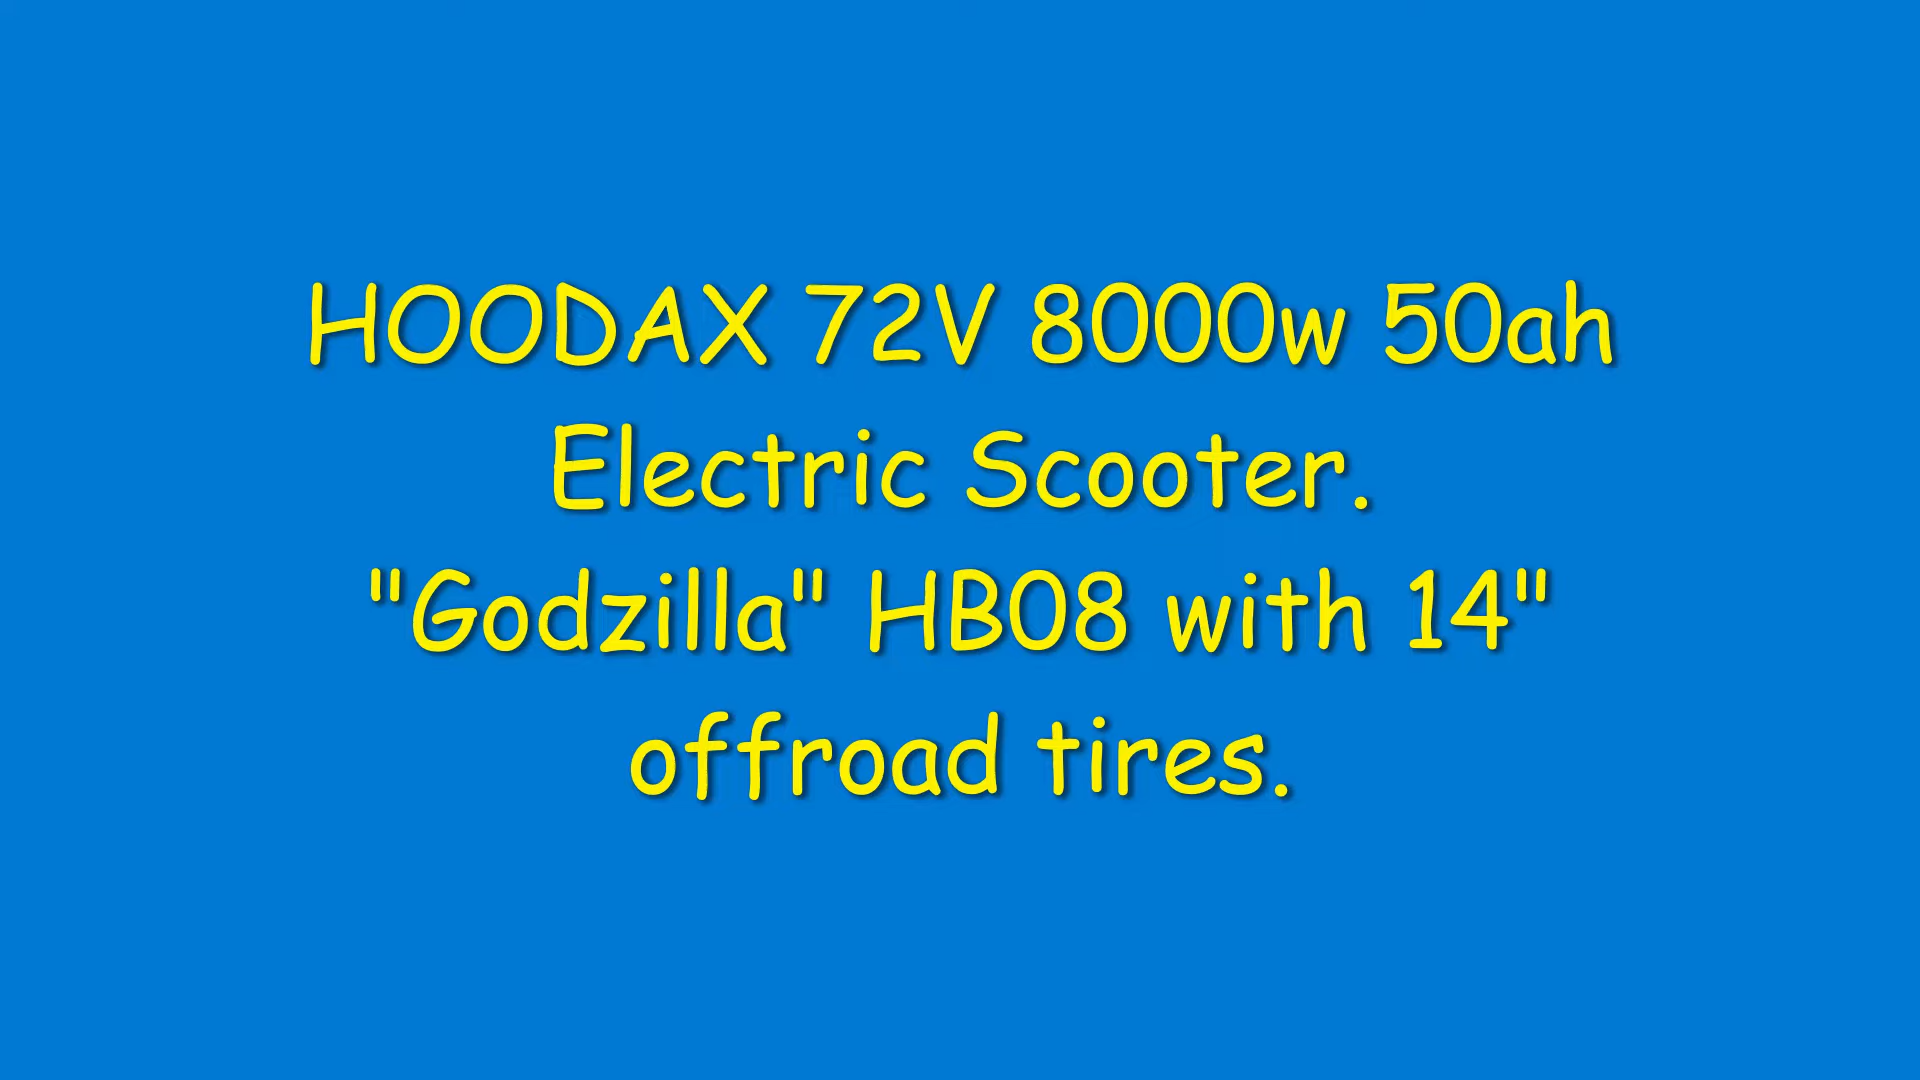 HOODAX 72V 8000w 50ah
Electric Scooter.
"Godzilla" HB08 with 14"
offroad tires.